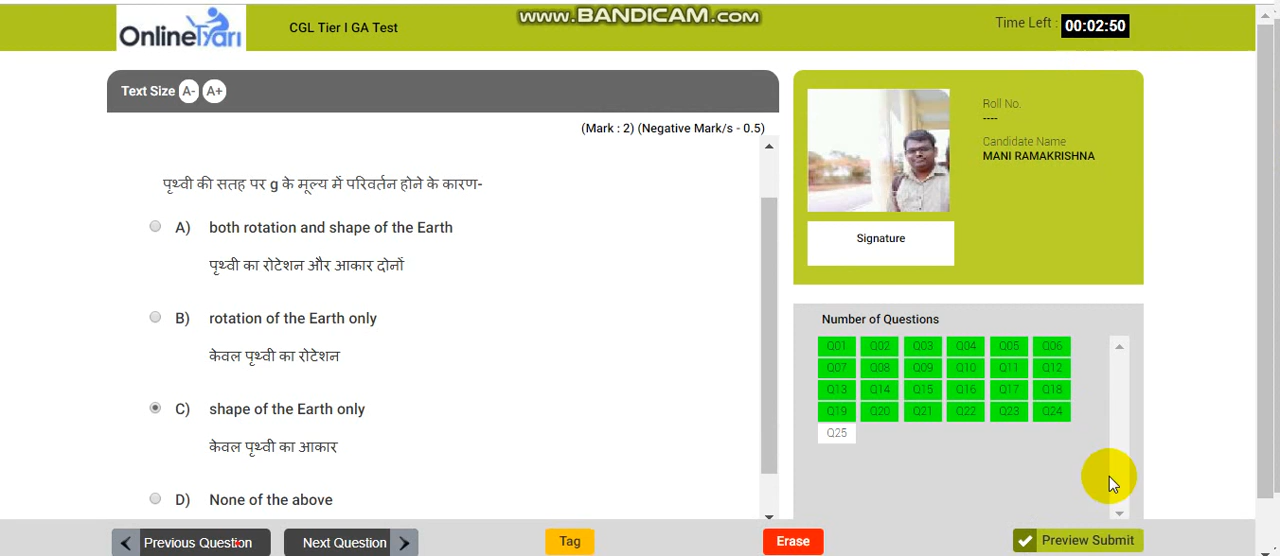 www.BANDICAM.com
OnlineTyari
CGL Tier I GA Test
Time Left : 00:02:50
Text Size A- A+
(Mark : 2) (Negative Mark/s - 0.5)
पृथ्वी की सतह पर g के मूल्य में परिवर्तन होने के कारण-
A) both rotation and shape of the Earth
पृथ्वी का रोटेशन और आकार दोनों
B) rotation of the Earth only
केवल पृथ्वी का रोटेशन
C) shape of the Earth only
केवल पृथ्वी का आकार
D) None of the above
Previous Question
Next Question
Tag
Erase
Roll No.
----
Candidate Name
MANI RAMAKRISHNA
Signature
Number of Questions
Q01 Q02 Q03 Q04 Q05 Q06
Q07 Q08 Q09 Q10 Q11 Q12
Q13 Q14 Q15 Q16 Q17 Q18
Q19 Q20 Q21 Q22 Q23 Q24
Q25
Preview Submit